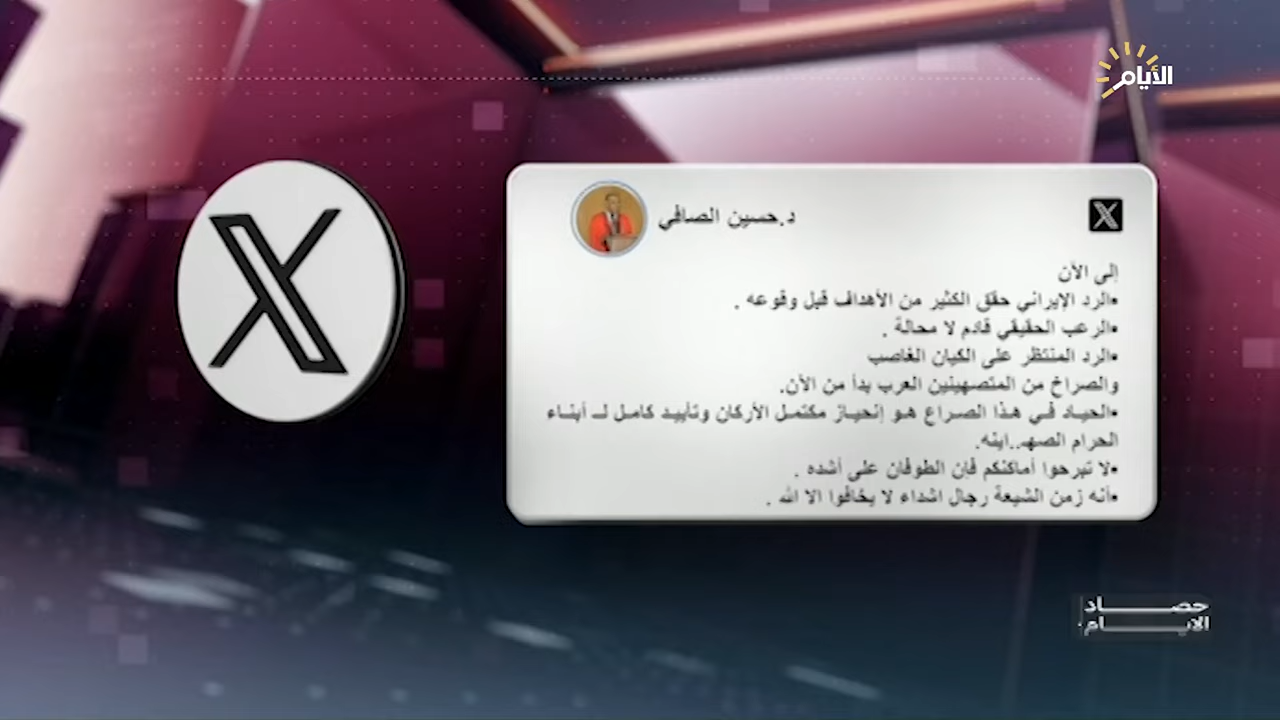 الأيام
د.حسين الصافي
إلى الأن
•الرد الإيراني حقق الكثير من الأهداف قبل وقوعه .
•الرعب الحقيقي قادم لا محالة .
•الرد المنتظر على الكيان الغاصب
والصراخ من المتصهينين العرب بدأ من الأن.
•الحياد في هذا الصراع هو إنحياز مكتمل الأركان وتأييد كامل لـ أبناء
الحرام الصهـ..اينه.
•لا تبرحوا أماكنكم فإن الطوفان على أشده .
•أنه زمن الشيعة رجال اشداء لا يخافوا الا الله .
حصاد
الايام